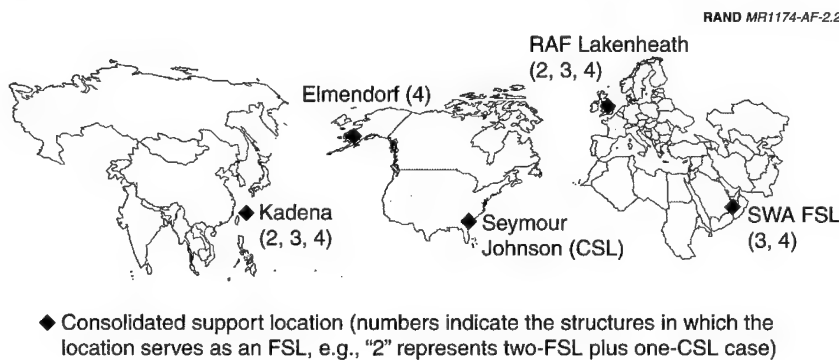 RAND MR1174-AF-2.2
RAF Lakenheath
(2, 3, 4)
Elmendorf (4)
Kadena
(2, 3, 4)
Seymour
Johnson (CSL)
SWA FSL
(3, 4)
◆ Consolidated support location (numbers indicate the structures in which the
location serves as an FSL, e.g., “2” represents two-FSL plus one-CSL case)